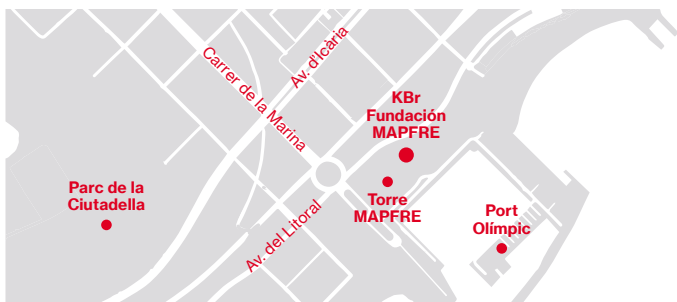 Carrer de la Marina
Av. d'Icària
KBr
Fundación
MAPFRE
Parc de la
Ciutadella
Torre
MAPFRE
Av. del Litoral
Port
Olímpic